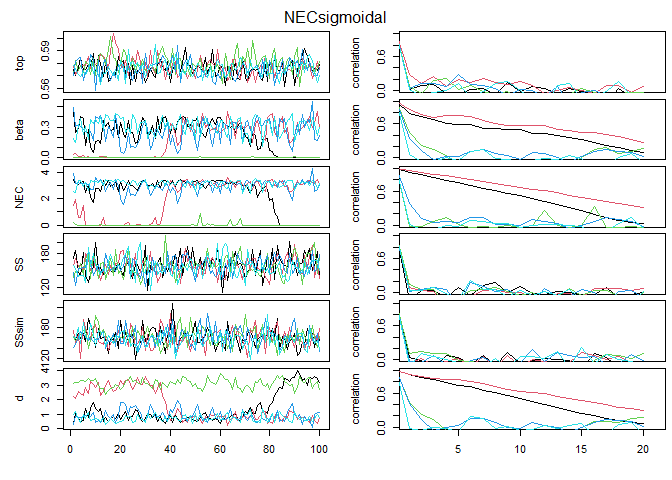 NECsigmoidal
top
0.56 0.59
correlation
0.0 0.6
beta
0.0 0.3
correlation
0.0 0.6
NEC
0 2 4
correlation
0.0 0.6
SS
120 180
correlation
0.0 0.6
SSsim
120 180
correlation
0.0 0.6
d
0 1 2 3 4
correlation
0.0 0.6
0 20 40 60 80 100
5 10 15 20